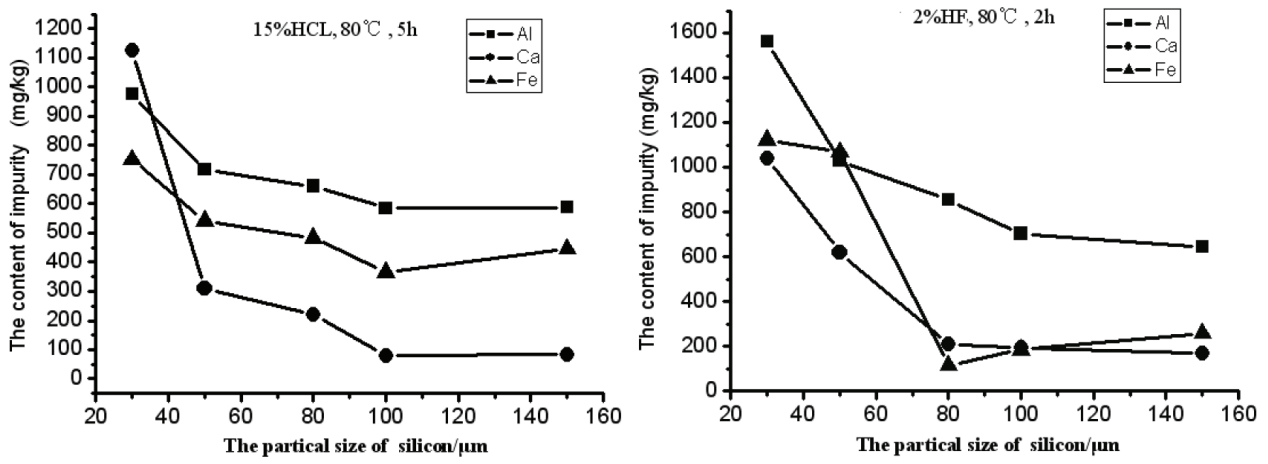 15%HCL, 80℃, 5h
Al
Ca
Fe
The content of impurity (mg/kg)
1200
1100
1000
900
800
700
600
500
400
300
200
100
0
20 40 60 80 100 120 140 160
The partical size of silicon/μm
2%HF, 80℃, 2h
Al
Ca
Fe
The content of impurity (mg/kg)
1600
1400
1200
1000
800
600
400
200
0
20 40 60 80 100 120 140 160
The partical size of silicon/μm